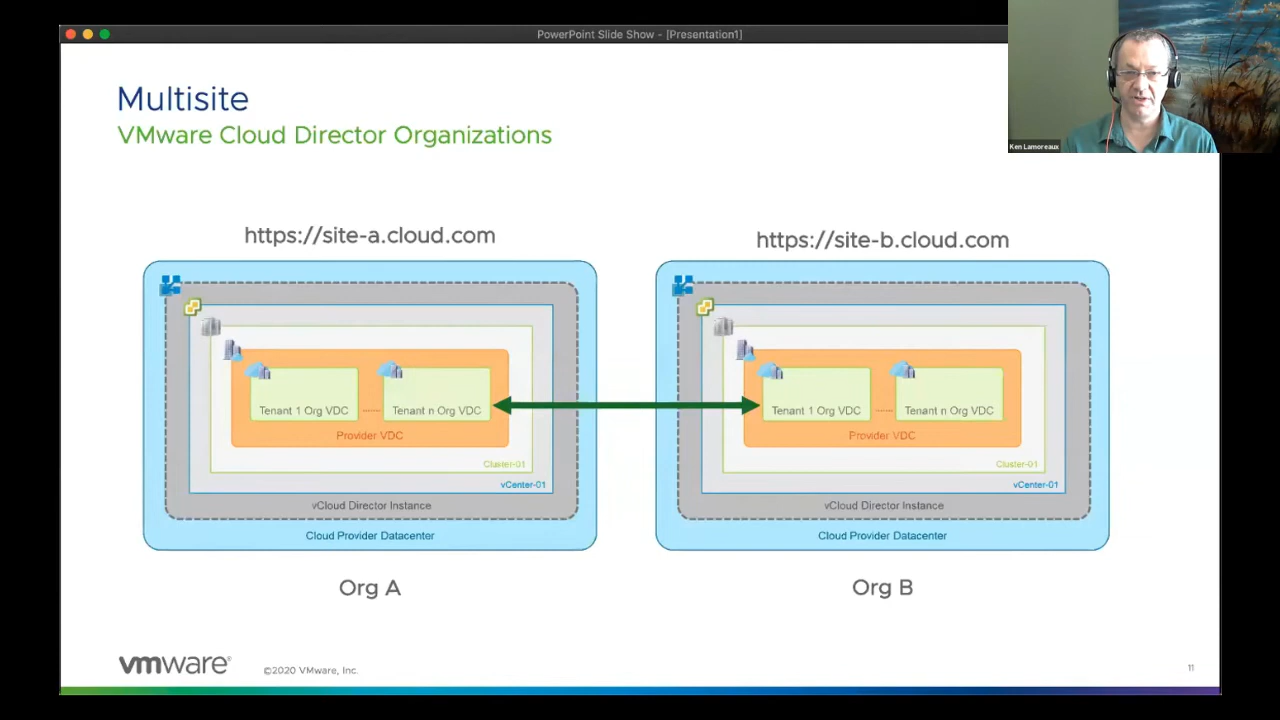 PowerPoint Slide Show - [Presentation1]
Ken Lamoreaux
Multisite
VMware Cloud Director Organizations
https://site-a.cloud.com
Tenant 1 Org VDC
........
Tenant n Org VDC
Provider VDC
Cluster-01
vCenter-01
vCloud Director Instance
Cloud Provider Datacenter
Org A
https://site-b.cloud.com
Tenant 1 Org VDC
........
Tenant n Org VDC
Provider VDC
Cluster-01
vCenter-01
vCloud Director Instance
Cloud Provider Datacenter
Org B
vmware®
©2020 VMware, Inc.
11